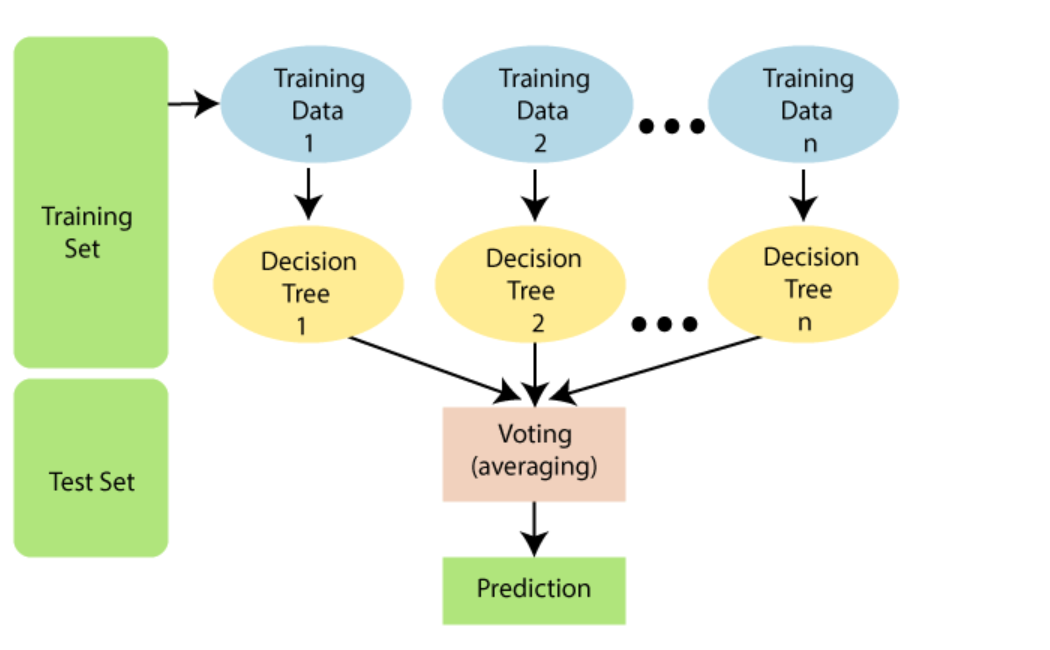 Training
Set
Test Set
Training
Data
1
Training
Data
2
Training
Data
n
Decision
Tree
1
Decision
Tree
2
Decision
Tree
n
Voting
(averaging)
Prediction